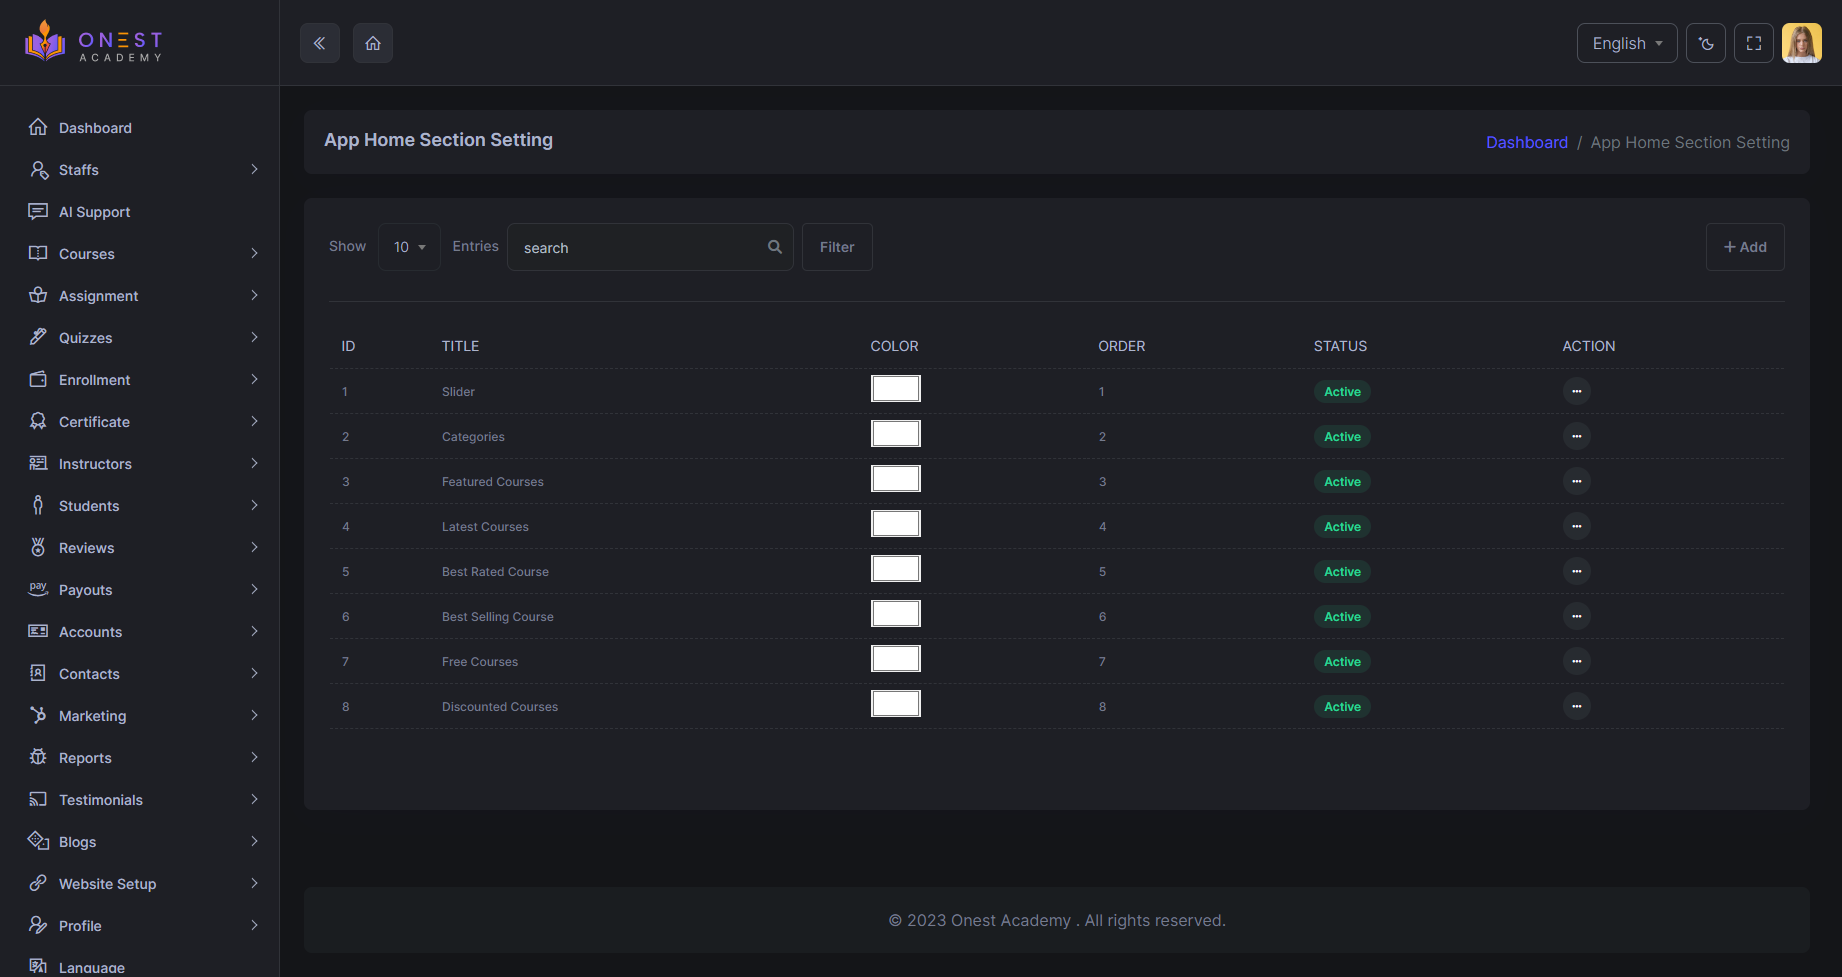 ONEST
ACADEMY
English
Dashboard
Staffs
AI Support
Courses
Assignment
Quizzes
Enrollment
Certificate
Instructors
Students
Reviews
pay
Payouts
Accounts
Contacts
Marketing
Reports
Testimonials
Blogs
Website Setup
Profile
Language
App Home Section Setting
Dashboard / App Home Section Setting
Show 10 Entries search Filter + Add
ID TITLE COLOR ORDER STATUS ACTION
1 Slider 1 Active
2 Categories 2 Active
3 Featured Courses 3 Active
4 Latest Courses 4 Active
5 Best Rated Course 5 Active
6 Best Selling Course 6 Active
7 Free Courses 7 Active
8 Discounted Courses 8 Active
© 2023 Onest Academy . All rights reserved.